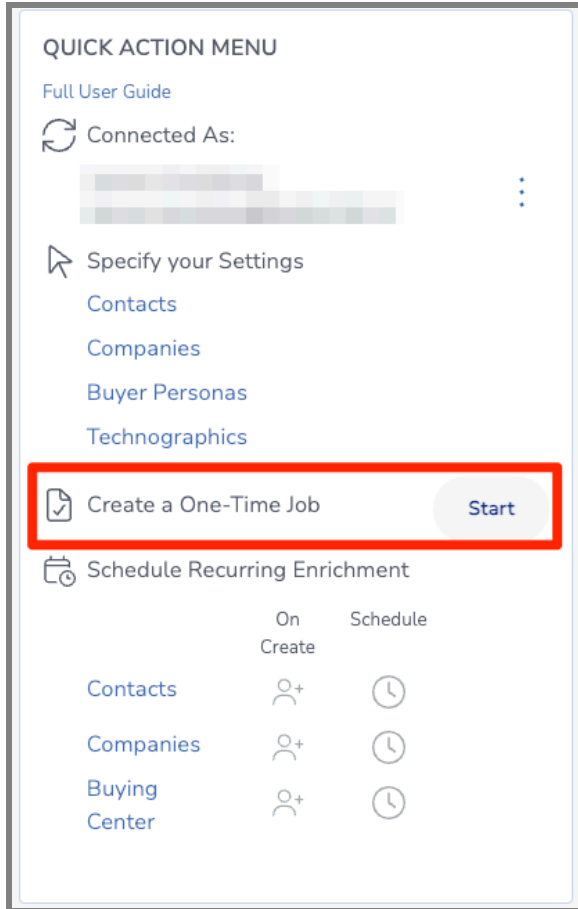 QUICK ACTION MENU
Full User Guide
Connected As:
Specify your Settings
Contacts
Companies
Buyer Personas
Technographics
Create a One-Time Job Start
Schedule Recurring Enrichment
On Schedule
Create
Contacts
Companies
Buying
Center